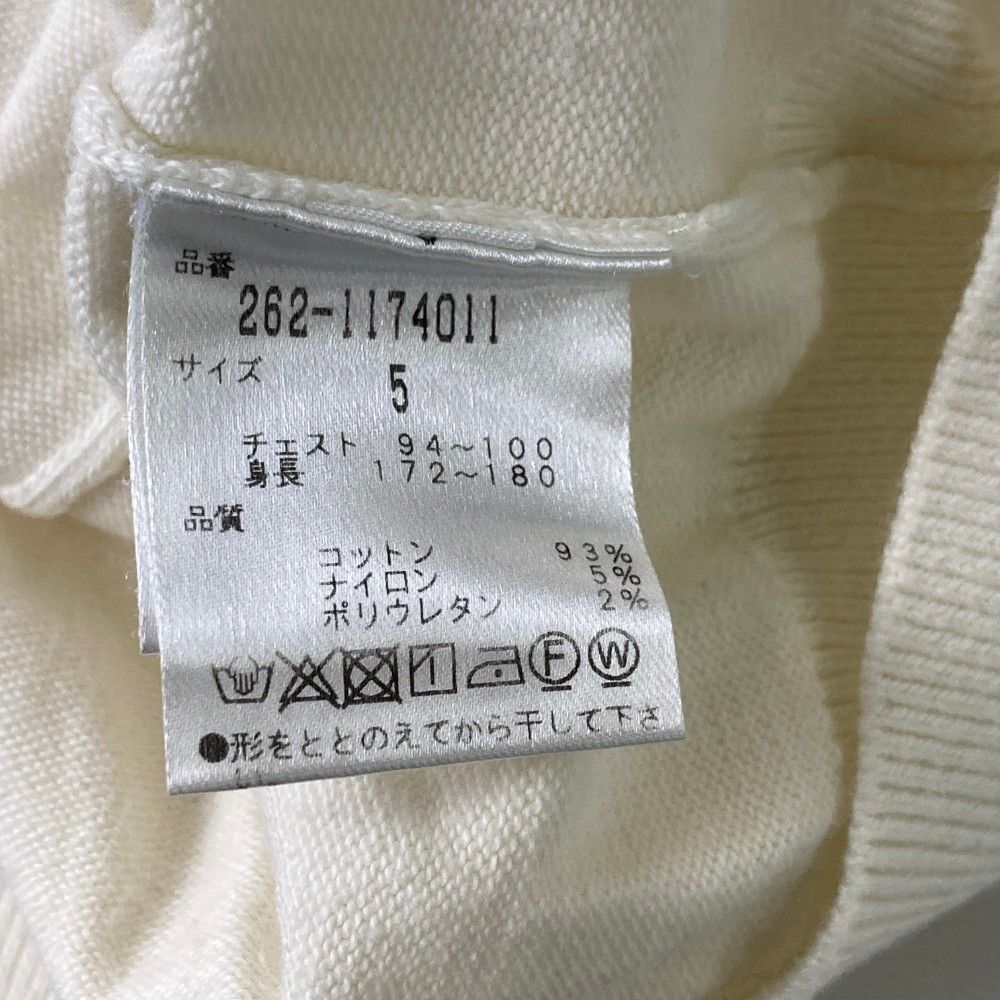 品番
262-1174011
サイズ 5
チェスト 94～100
身長 172～180
品質
コットン 93%
ナイロン 5%
ポリウレタン 2%
F W
●形をととのえてから干して下さ
い